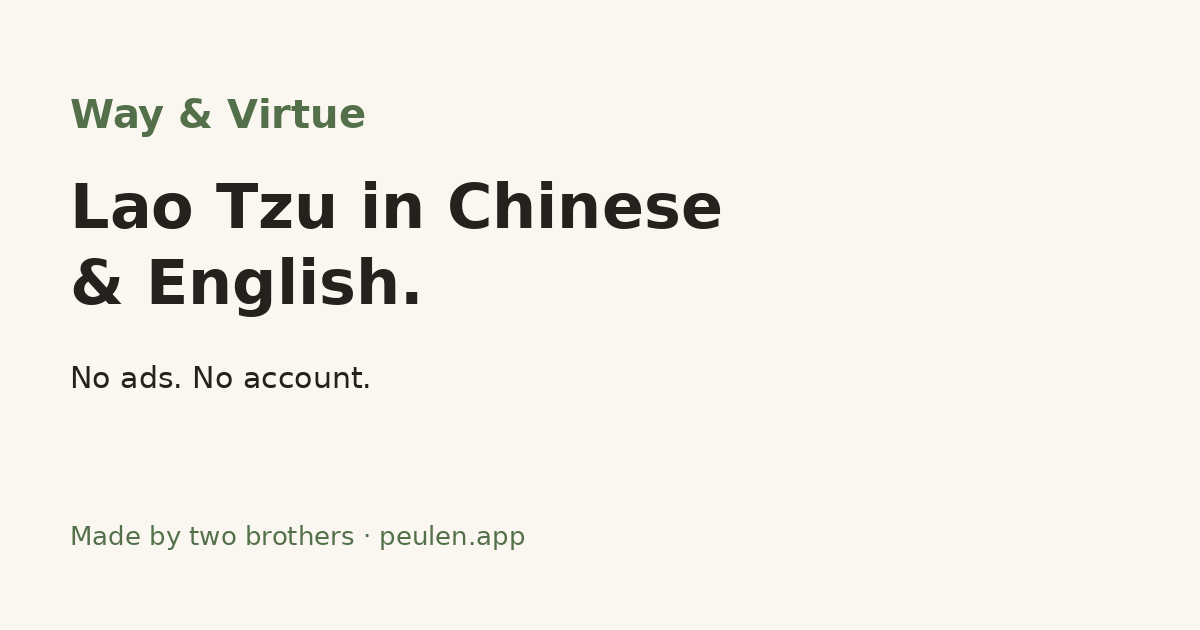 Way & Virtue
Lao Tzu in Chinese
& English.
No ads. No account.
Made by two brothers · peulen.app